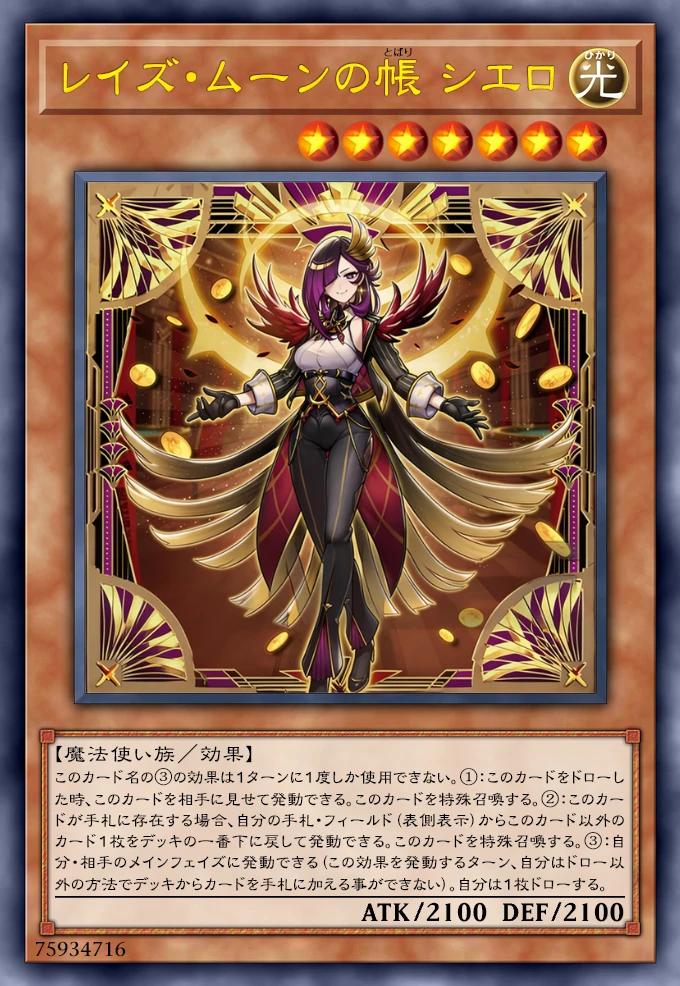 とばり
レイズ・ムーンの帳 シエロ
ひかり
光
【魔法使い族／効果】
このカード名の③の効果は1ターンに1度しか使用できない。①：このカードをドローし
た時、このカードを相手に見せて発動できる。このカードを特殊召喚する。②：このカー
ドが手札に存在する場合、自分の手札・フィールド（表側表示）からこのカード以外の
カード1枚をデッキの一番下に戻して発動できる。このカードを特殊召喚する。③：自
分・相手のメインフェイズに発動できる（この効果を発動するターン、自分はドロー以
外の方法でデッキからカードを手札に加える事ができない）。自分は1枚ドローする。
ATK/2100 DEF/2100
75934716